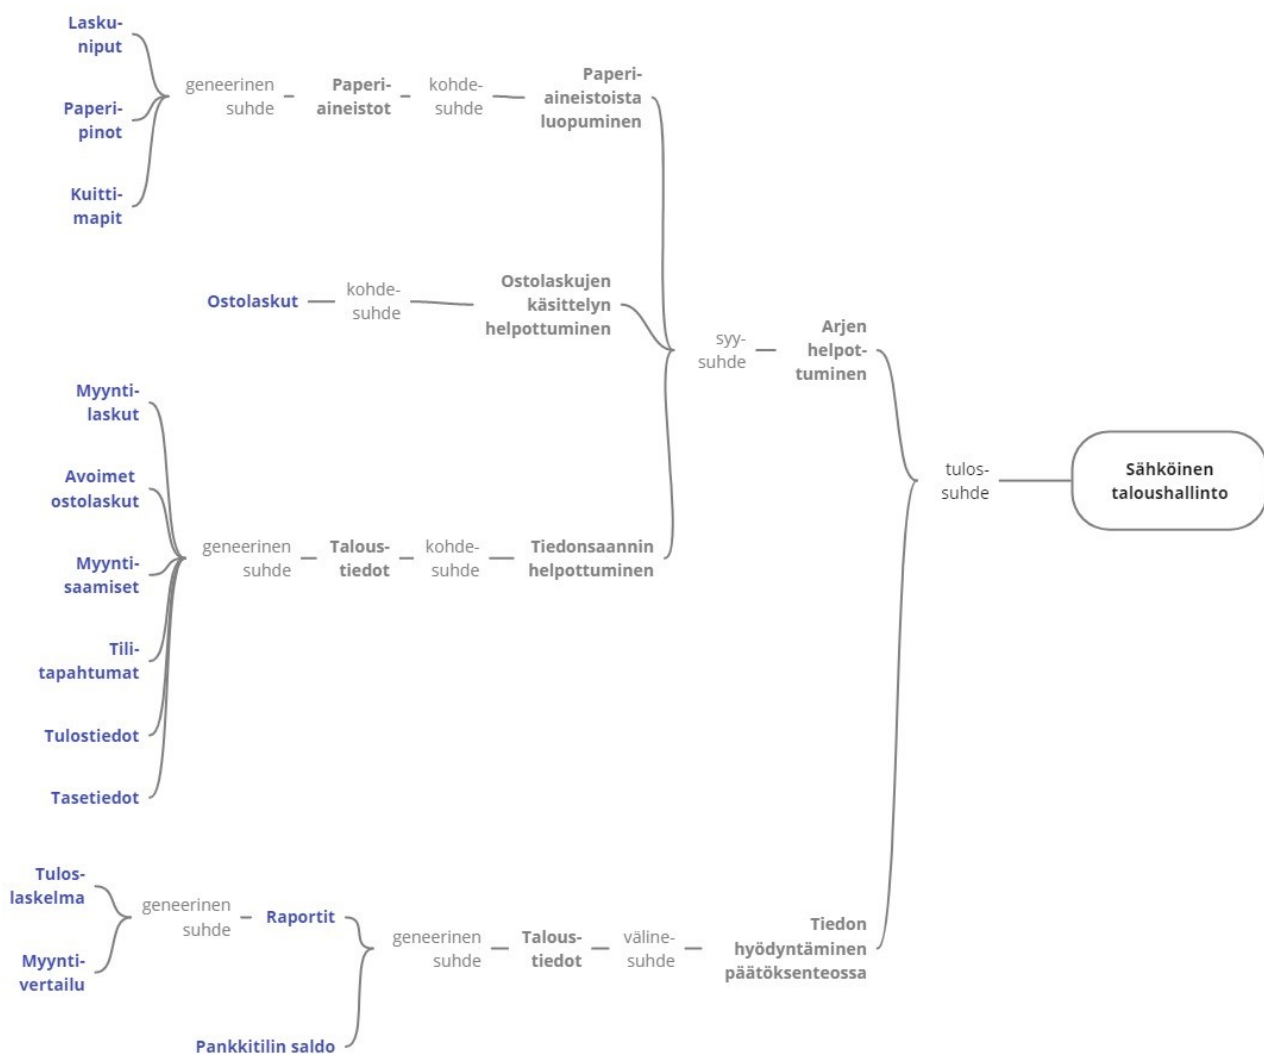 Lasku-
niput
Paperi-
pinot
Kuitti-
mapit
geneerinen
suhde
Paperi-
aineistot
kohde-
suhde
Paperi-
aineistoista
luopuminen
Ostolaskut
kohde-
suhde
Ostolaskujen
käsittelyn
helpottuminen
Myynti-
laskut
Avoimet
ostolaskut
Myynti-
saamiset
Tili-
tapahtumat
Tulostiedot
Tasetiedot
geneerinen
suhde
Talous-
tiedot
kohde-
suhde
Tiedonsaannin
helpottuminen
syy-
suhde
Arjen
helpot-
tuminen
Tulos-
laskelma
Myynti-
vertailu
geneerinen
suhde
Raportit
Pankkitilin saldo
geneerinen
suhde
Talous-
tiedot
väline-
suhde
Tiedon
hyödyntäminen
päätöksenteossa
tulos-
suhde
Sähköinen
taloushallinto